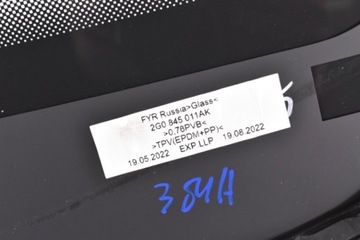 FYR Russia>Glass<
2G0 845 011AK
>0.76PVB<
>TPV(EPDM+PP)<
19.05.2022 EXP LLP 19.08.2022
384H